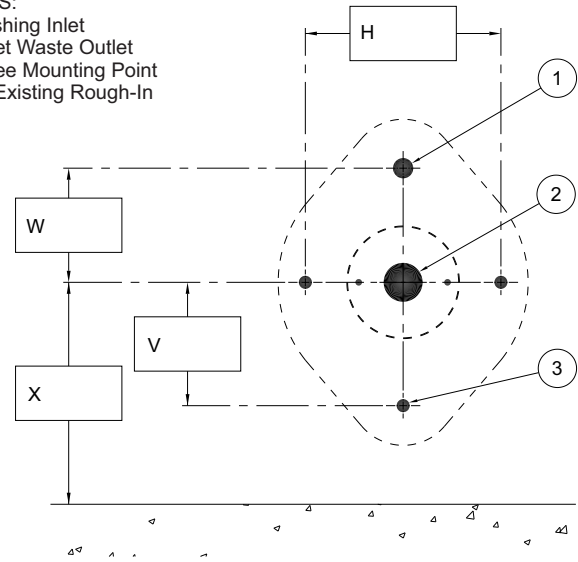 S:
shing Inlet
et Waste Outlet
ee Mounting Point
Existing Rough-In
H
1
W
2
V
X
3